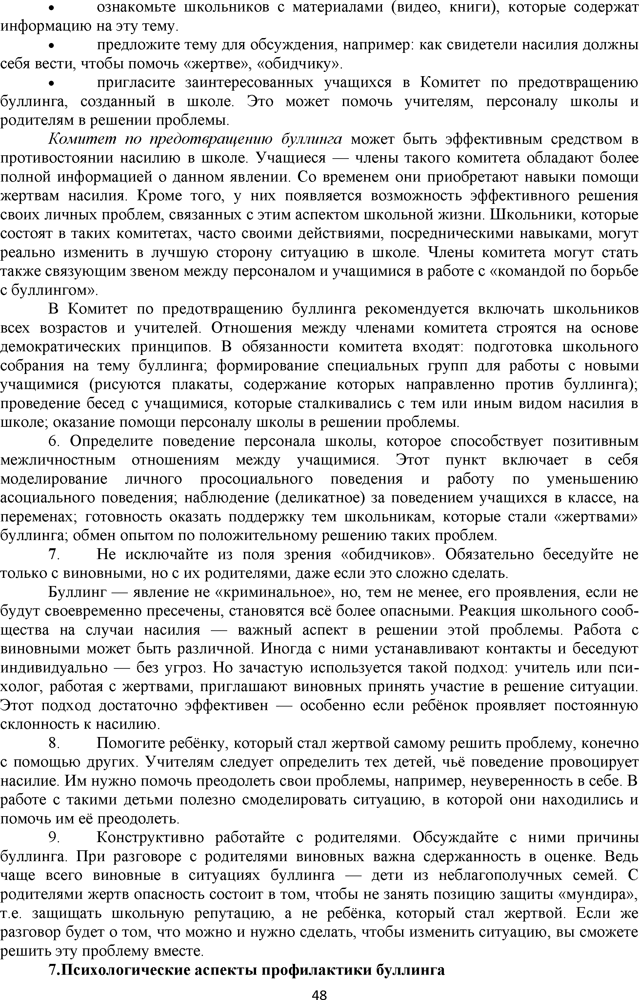 • ознакомьте школьников с материалами (видео, книги), которые содержат
информацию на эту тему.
• предложите тему для обсуждения, например: как свидетели насилия должны
себя вести, чтобы помочь «жертве», «обидчику».
• пригласите заинтересованных учащихся в Комитет по предотвращению
буллинга, созданный в школе. Это может помочь учителям, персоналу школы и
родителям в решении проблемы.
Комитет по предотвращению буллинга может быть эффективным средством в
противостоянии насилию в школе. Учащиеся — члены такого комитета обладают более
полной информацией о данном явлении. Со временем они приобретают навыки помощи
жертвам насилия. Кроме того, у них появляется возможность эффективного решения
своих личных проблем, связанных с этим аспектом школьной жизни. Школьники, которые
состоят в таких комитетах, часто своими действиями, посредническими навыками, могут
реально изменить в лучшую сторону ситуацию в школе. Члены комитета могут стать
также связующим звеном между персоналом и учащимися в работе с «командой по борьбе
с буллингом».
В Комитет по предотвращению буллинга рекомендуется включать школьников
всех возрастов и учителей. Отношения между членами комитета строятся на основе
демократических принципов. В обязанности комитета входят: подготовка школьного
собрания на тему буллинга; формирование специальных групп для работы с новыми
учащимися (рисуются плакаты, содержание которых направленно против буллинга);
проведение бесед с учащимися, которые сталкивались с тем или иным видом насилия в
школе; оказание помощи персоналу школы в решении проблемы.
6. Определите поведение персонала школы, которое способствует позитивным
межличностным отношениям между учащимися. Этот пункт включает в себя
моделирование личного просоциального поведения и работу по уменьшению
асоциального поведения; наблюдение (деликатное) за поведением учащихся в классе, на
переменах; готовность оказать поддержку тем школьникам, которые стали «жертвами»
буллинга; обмен опытом по положительному решению таких проблем.
7. Не исключайте из поля зрения «обидчиков». Обязательно беседуйте не
только с виновными, но с их родителями, даже если это сложно сделать.
Буллинг — явление не «криминальное», но, тем не менее, его проявления, если не
будут своевременно пресечены, становятся всё более опасными. Реакция школьного сооб-
щества на случаи насилия — важный аспект в решении этой проблемы. Работа с
виновными может быть различной. Иногда с ними устанавливают контакты и беседуют
индивидуально — без угроз. Но зачастую используется такой подход: учитель или пси-
холог, работая с жертвами, приглашают виновных принять участие в решение ситуации.
Этот подход достаточно эффективен — особенно если ребёнок проявляет постоянную
склонность к насилию.
8. Помогите ребёнку, который стал жертвой самому решить проблему, конечно
с помощью других. Учителям следует определить тех детей, чьё поведение провоцирует
насилие. Им нужно помочь преодолеть свои проблемы, например, неуверенность в себе. В
работе с такими детьми полезно смоделировать ситуацию, в которой они находились и
помочь им её преодолеть.
9. Конструктивно работайте с родителями. Обсуждайте с ними причины
буллинга. При разговоре с родителями виновных важна сдержанность в оценке. Ведь
чаще всего виновные в ситуациях буллинга — дети из неблагополучных семей. С
родителями жертв опасность состоит в том, чтобы не занять позицию защиты «мундира»,
т.е. защищать школьную репутацию, а не ребёнка, который стал жертвой. Если же
разговор будет о том, что можно и нужно сделать, чтобы изменить ситуацию, вы сможете
решить эту проблему вместе.
7.Психологические аспекты профилактики буллинга
48